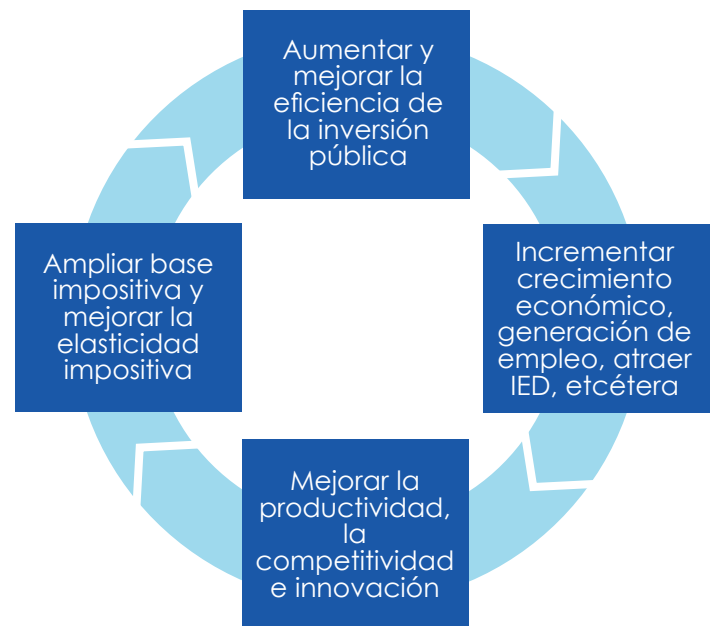 Aumentar y
mejorar la
eficiencia de
la inversión
pública
Incrementar
crecimiento
económico,
generación de
empleo, atraer
IED, etcétera
Mejorar la
productividad,
la
competitividad
e innovación
Ampliar base
impositiva y
mejorar la
elasticidad
impositiva